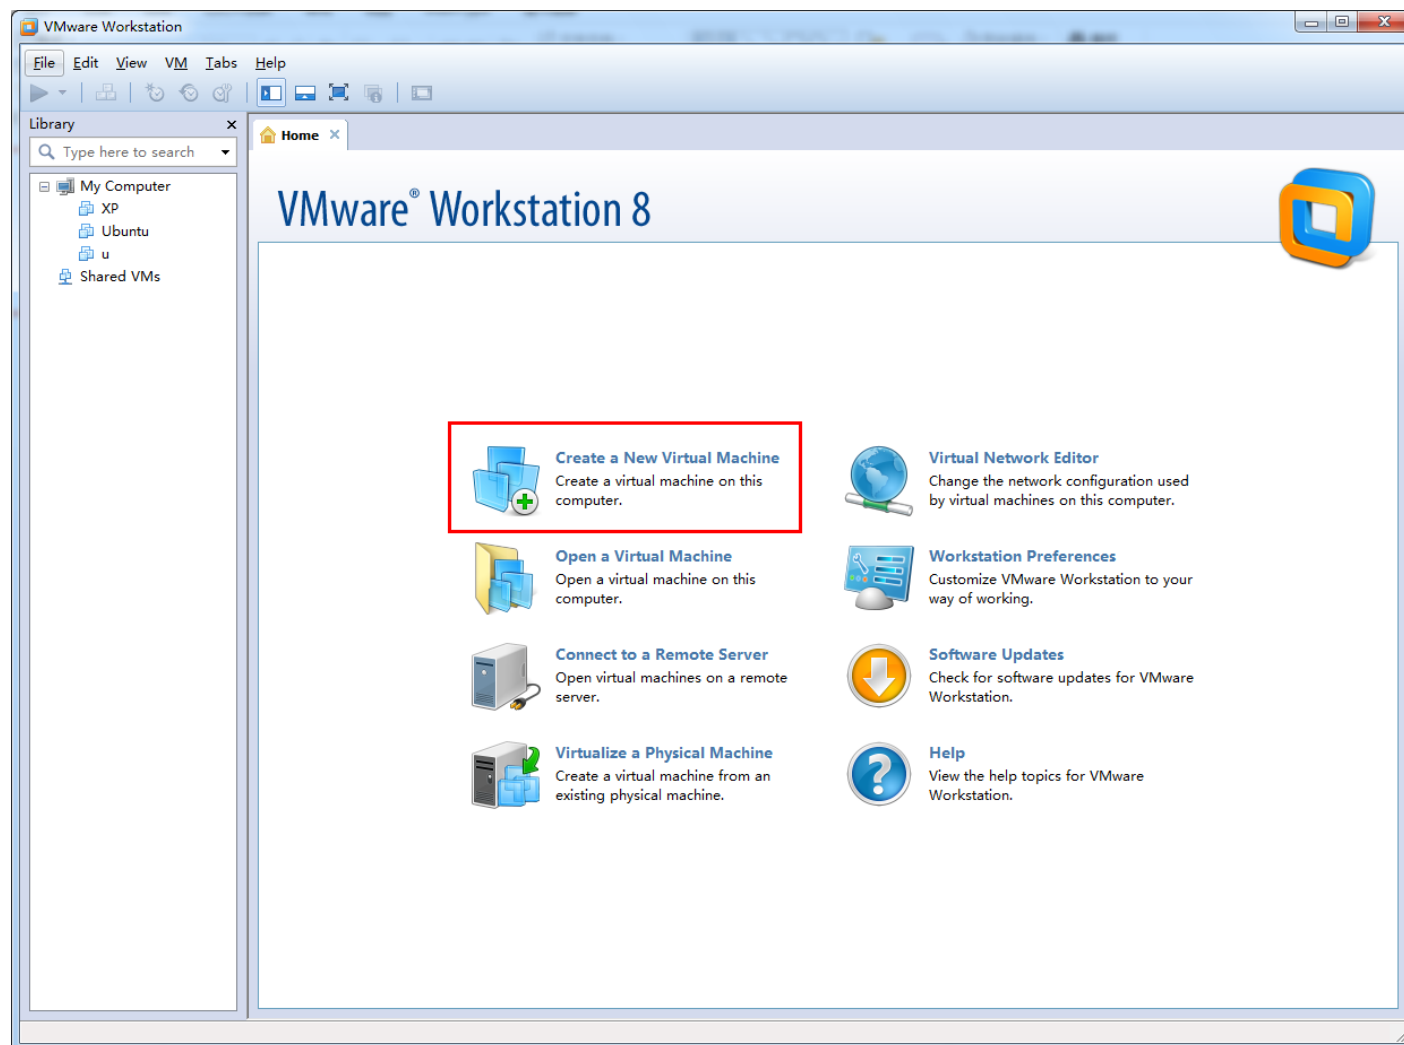 VMware Workstation
File Edit View VM Tabs Help
Library
Home
Type here to search
My Computer
XP
Ubuntu
u
Shared VMs
VMware® Workstation 8
Create a New Virtual Machine
Create a virtual machine on this
computer.
Virtual Network Editor
Change the network configuration used
by virtual machines on this computer.
Open a Virtual Machine
Open a virtual machine on this
computer.
Workstation Preferences
Customize VMware Workstation to your
way of working.
Connect to a Remote Server
Open virtual machines on a remote
server.
Software Updates
Check for software updates for VMware
Workstation.
Virtualize a Physical Machine
Create a virtual machine from an
existing physical machine.
Help
View the help topics for VMware
Workstation.